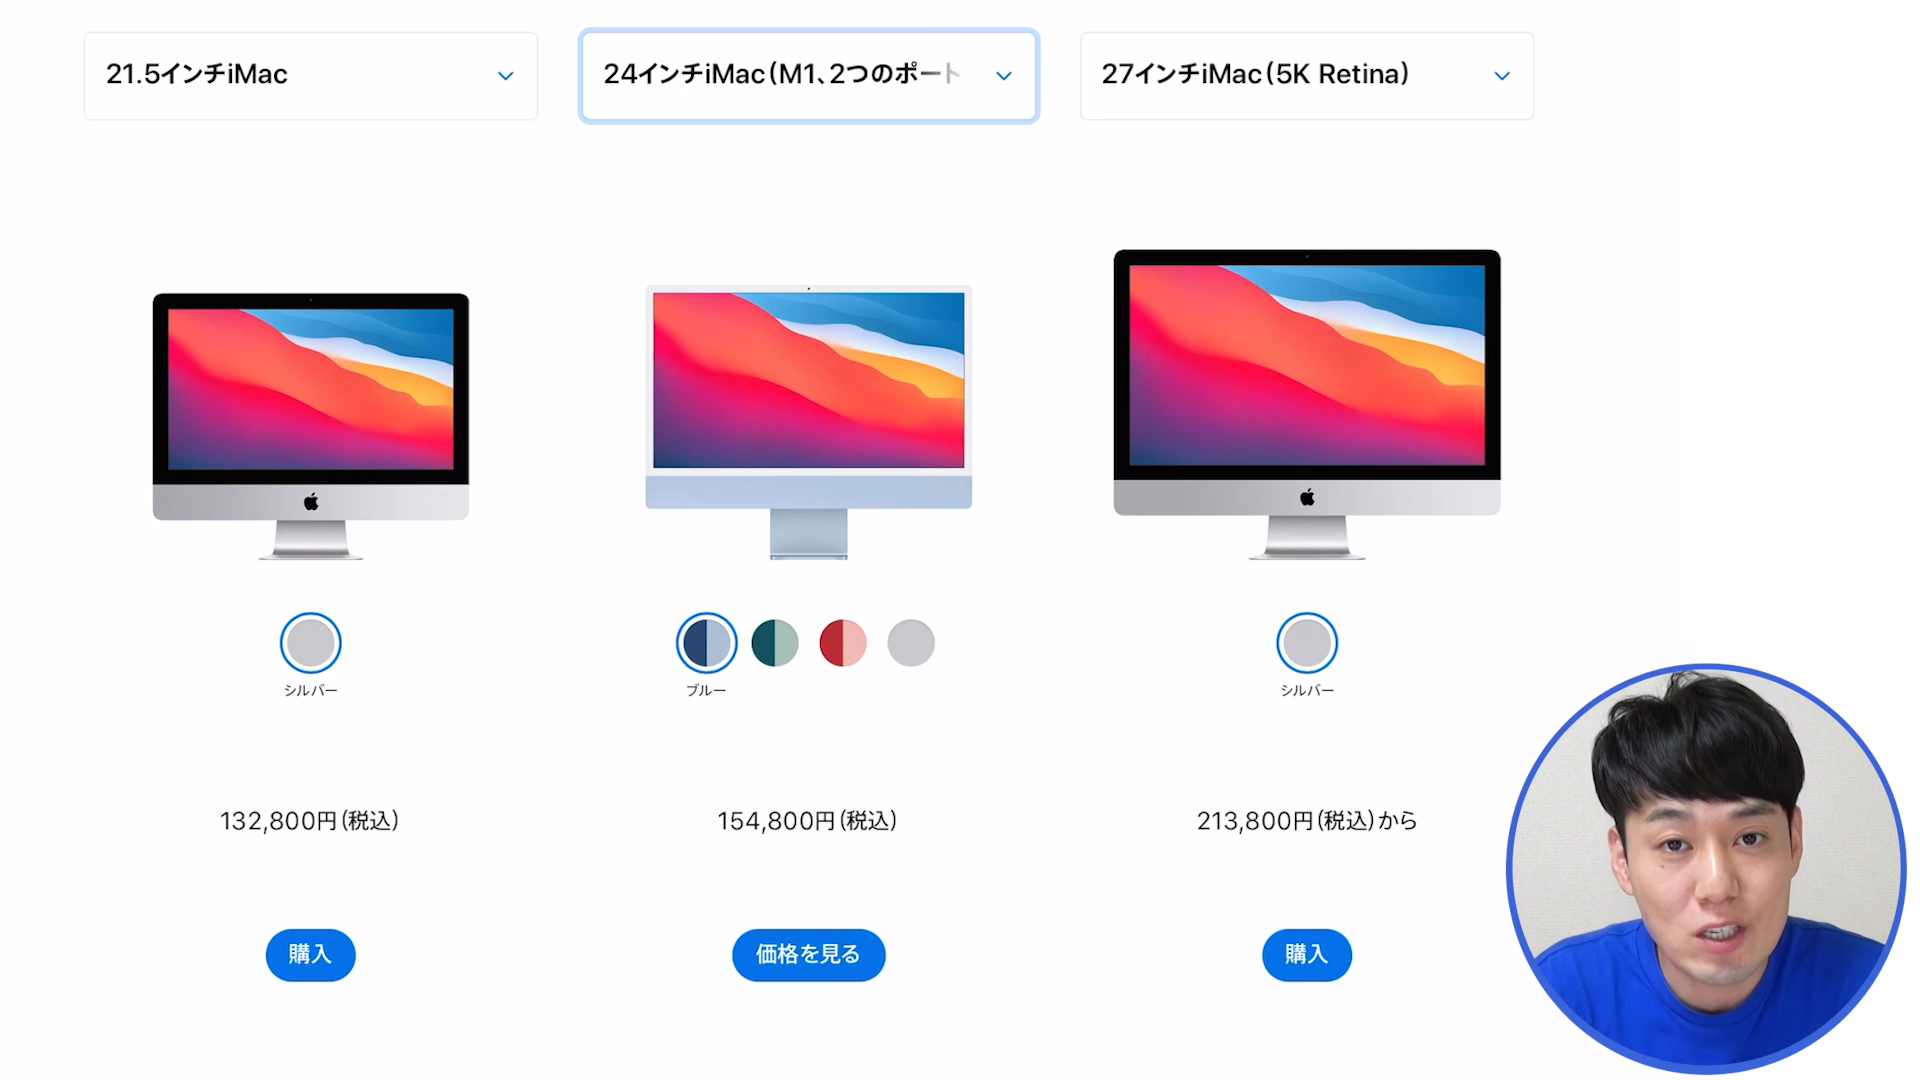 21.5インチiMac
24インチiMac（M1、2つのポート
27インチiMac（5K Retina）
シルバー
ブルー
シルバー
132,800円（税込）
154,800円（税込）
213,800円（税込）から
購入
価格を見る
購入